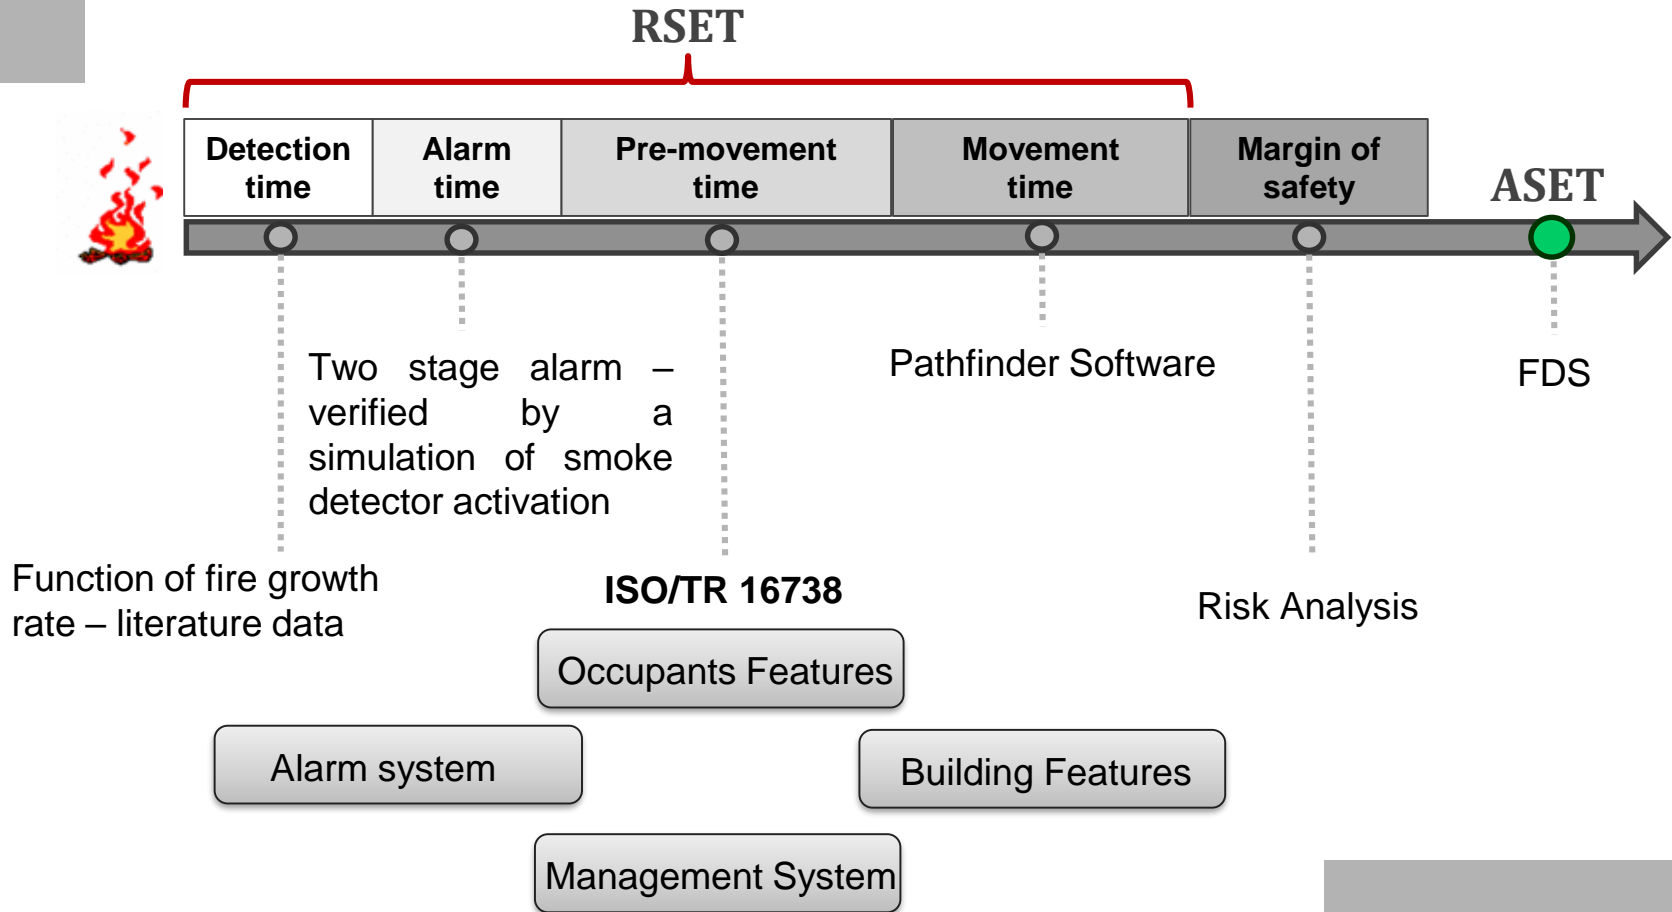 RSET
Detection
time
Alarm
time
Pre-movement
time
Movement
time
Margin of
safety
ASET
Two stage alarm –
verified by a
simulation of smoke
detector activation
Pathfinder Software
FDS
Function of fire growth
rate – literature data
ISO/TR 16738
Risk Analysis
Occupants Features
Alarm system
Building Features
Management System